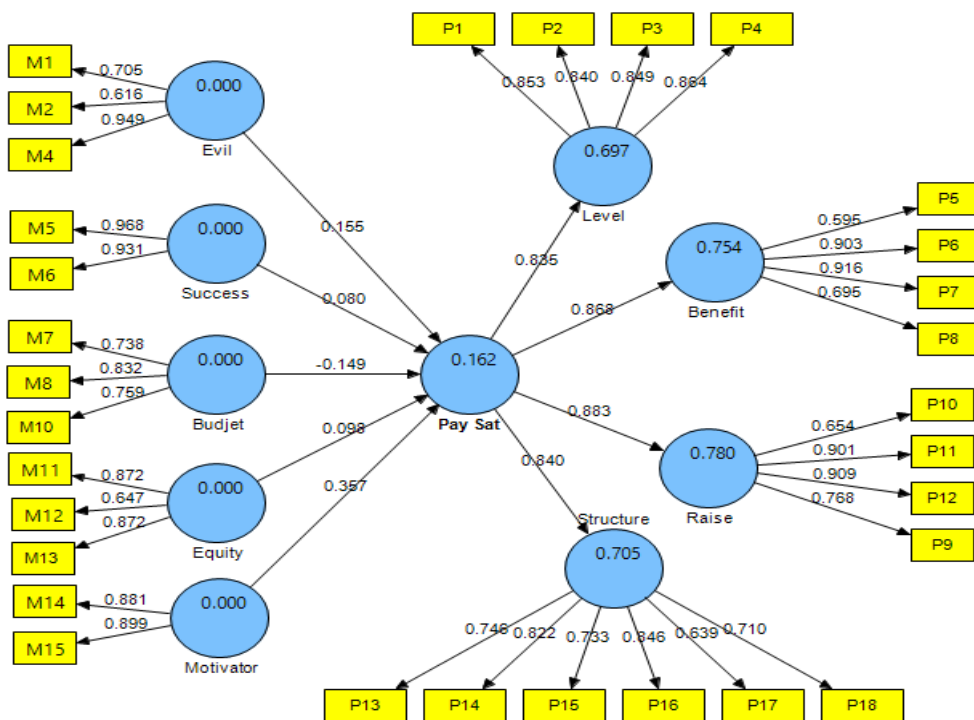 P1
P2
P3
P4
0.853
0.840
0.849
0.864
M1
M2
M4
0.705
0.616
0.949
0.000
Evil
0.155
0.697
Level
0.835
M5
M6
0.968
0.931
0.000
Success
0.080
P5
P6
P7
P8
0.595
0.903
0.916
0.695
0.754
Benefit
0.868
M7
M8
M10
0.738
0.832
0.759
0.000
Budjet
-0.149
0.162
Pay Sat
M11
M12
M13
0.872
0.647
0.872
0.000
Equity
0.098
0.883
0.780
Raise
P10
P11
P12
P9
0.654
0.901
0.909
0.768
M14
M15
0.881
0.899
0.000
Motivator
0.357
0.840
Structure
0.705
0.746
0.822
0.733
0.846
0.639
0.710
P13
P14
P15
P16
P17
P18